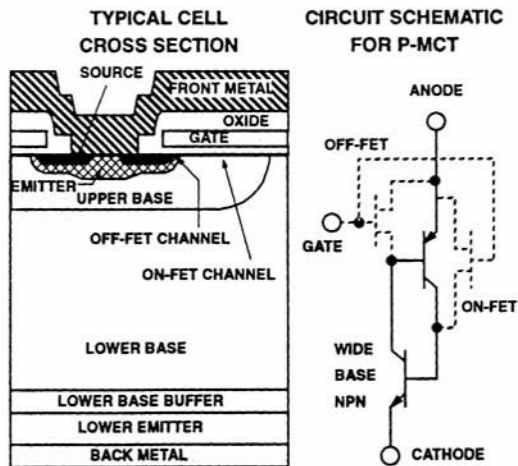 TYPICAL CELL
CROSS SECTION
SOURCE
FRONT METAL
OXIDE
GATE
EMITTER
UPPER BASE
OFF-FET CHANNEL
ON-FET CHANNEL
LOWER BASE
LOWER BASE BUFFER
LOWER EMITTER
BACK METAL
CIRCUIT SCHEMATIC
FOR P-MCT
ANODE
OFF-FET
GATE
ON-FET
WIDE
BASE
NPN
CATHODE